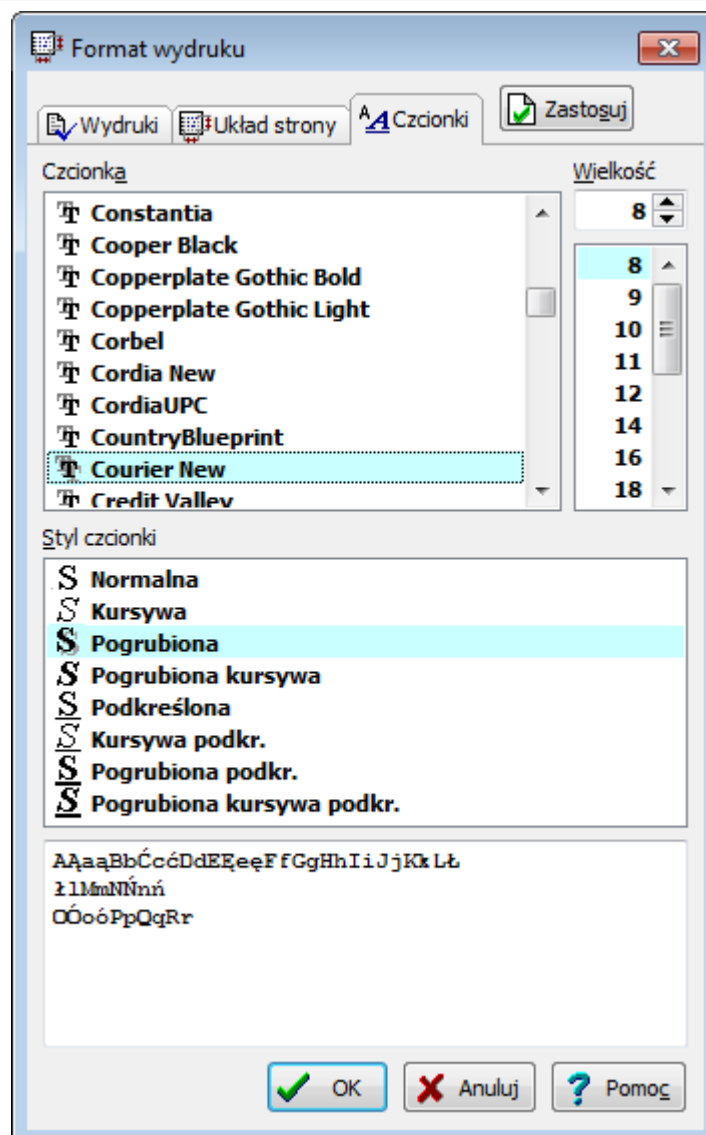 Format wydruku
Wydruki
Układ strony
Czcionki
Zastosuj
Czcionka
Wielkość
Constantia
Cooper Black
Copperplate Gothic Bold
Copperplate Gothic Light
Corbel
Cordia New
CordiaUPC
CountryBlueprint
Courier New
Credit Valley
8
8
9
10
11
12
14
16
18
Styl czcionki
Normalna
Kursywa
Pogrubiona
Pogrubiona kursywa
Podkreślona
Kursywa podkr.
Pogrubiona podkr.
Pogrubiona kursywa podkr.
AĄaąBbĆcćDdEĘeęFfGgHhIiJjKkLŁ
łlMmNŃnń
OÓoóPpQqRr
OK
Anuluj
Pomoc